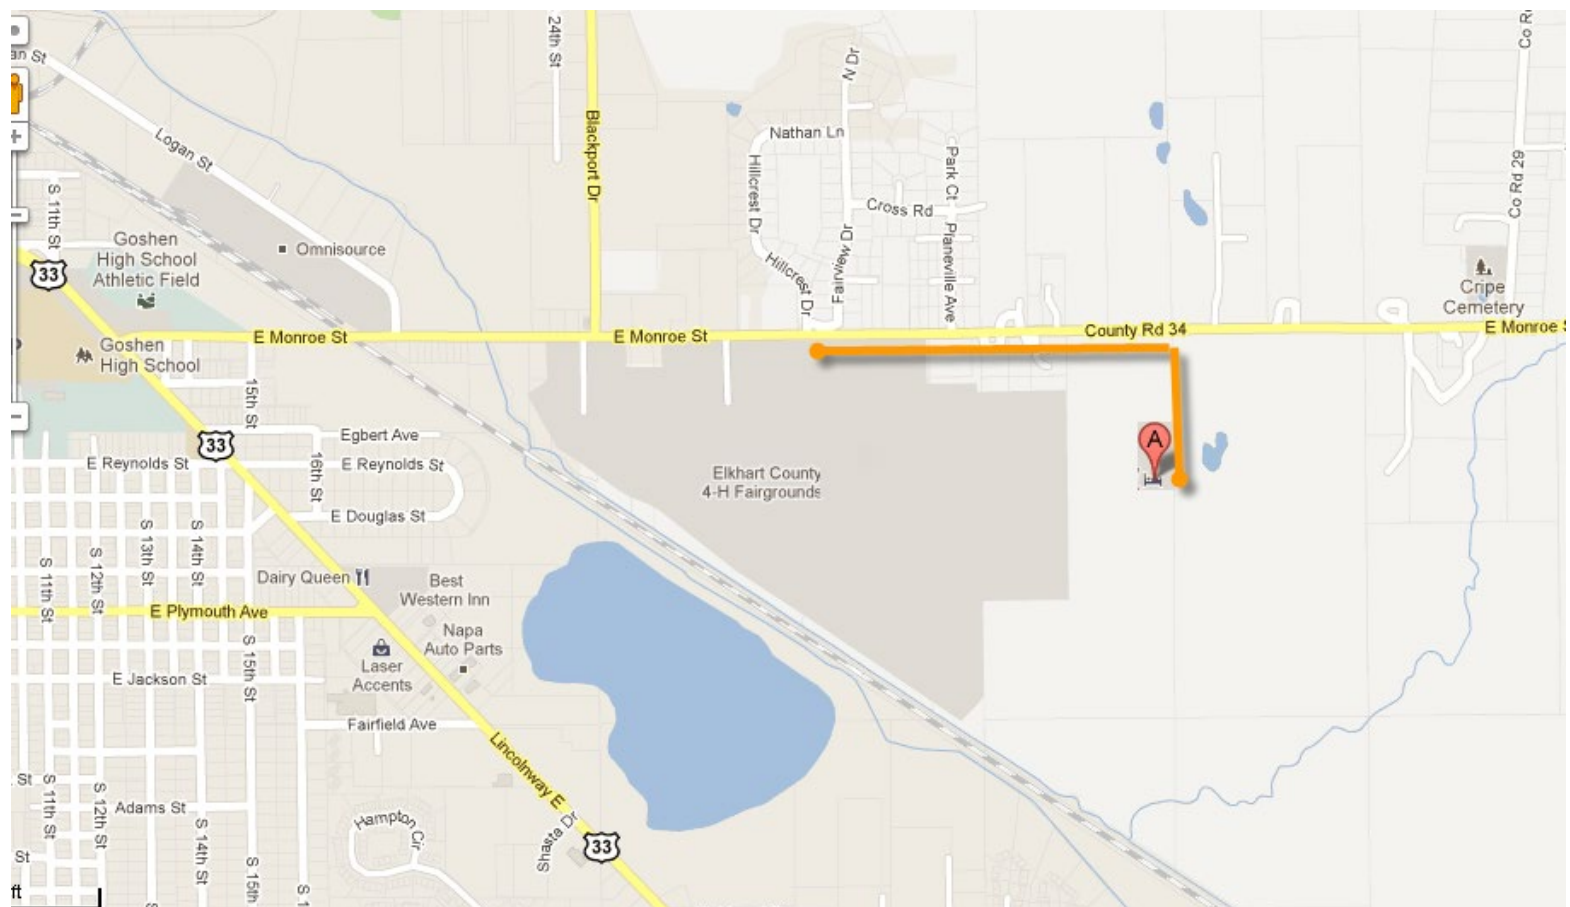 24th St
an St
Logan St
Blackport Dr
N Dr
Nathan Ln
Hillcrest Dr
Park Ct
Co Rd 29
S 11th St
Cross Rd
Goshen
High School
Athletic Field
Omnisource
33
Hillcrest Dr
Fairview Dr
Planeville Ave
Cripe
Cemetery
E Monroe St
E Monroe St
County Rd 34
E Monroe
Goshen
High School
15th St
Egbert Ave
33
E Reynolds St
16th St
E Reynolds St
A
Elkhart County
4-H Fairgrounds
E Douglas St
S 11th St
S 12th St
S 13th St
S 14th St
Dairy Queen
Best
Western Inn
E Plymouth Ave
Napa
Auto Parts
S 15th St
Laser
Accents
E Jackson St
Fairfield Ave
Lincolnway E
St
S 11th St
S 12th St
Adams St
S 14th St
Hampton Cir
Shasta Dr
33
St
S 15th
S 1
ft